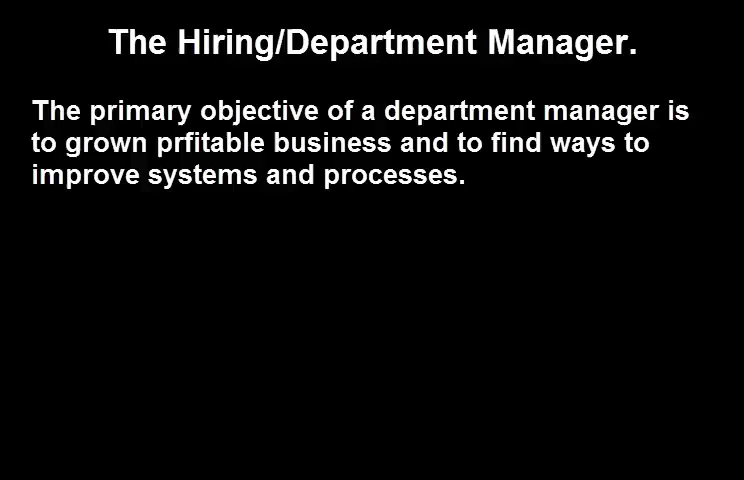 The Hiring/Department Manager.
The primary objective of a department manager is
to grown prfitable business and to find ways to
improve systems and processes.